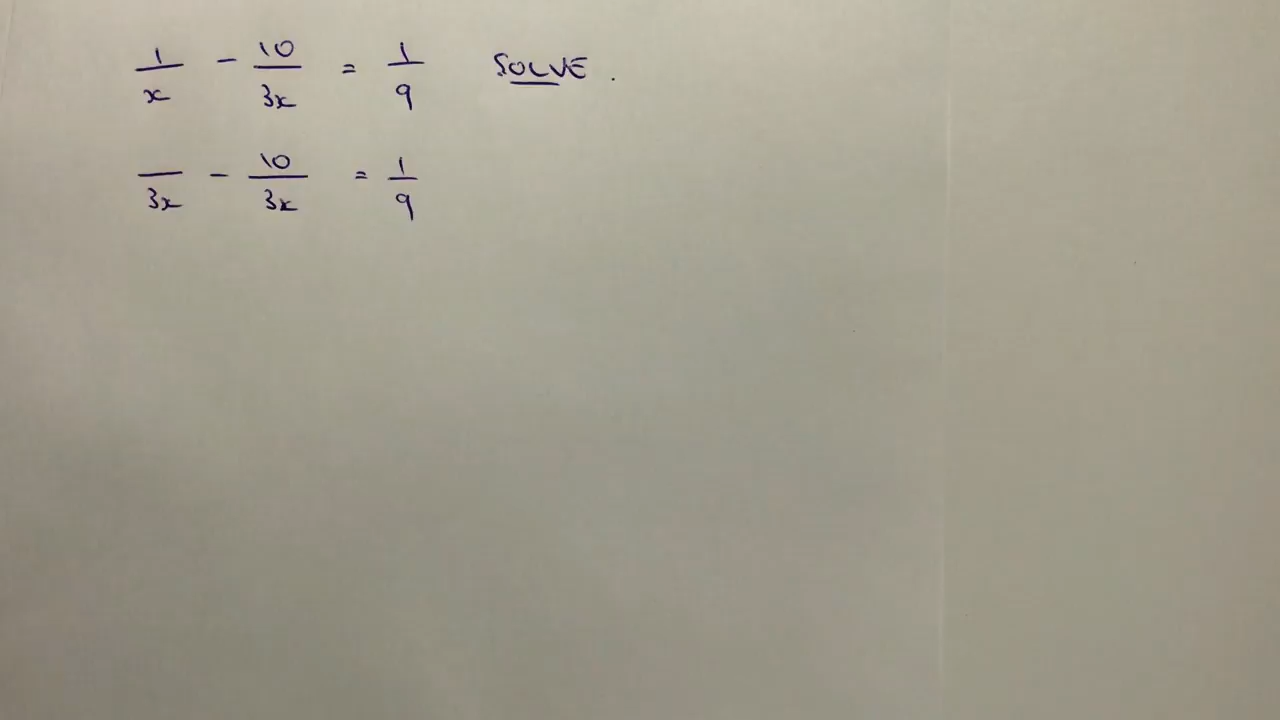 1/x - 10/3x = 1/9 SOLVE.
/3x - 10/3x = 1/9